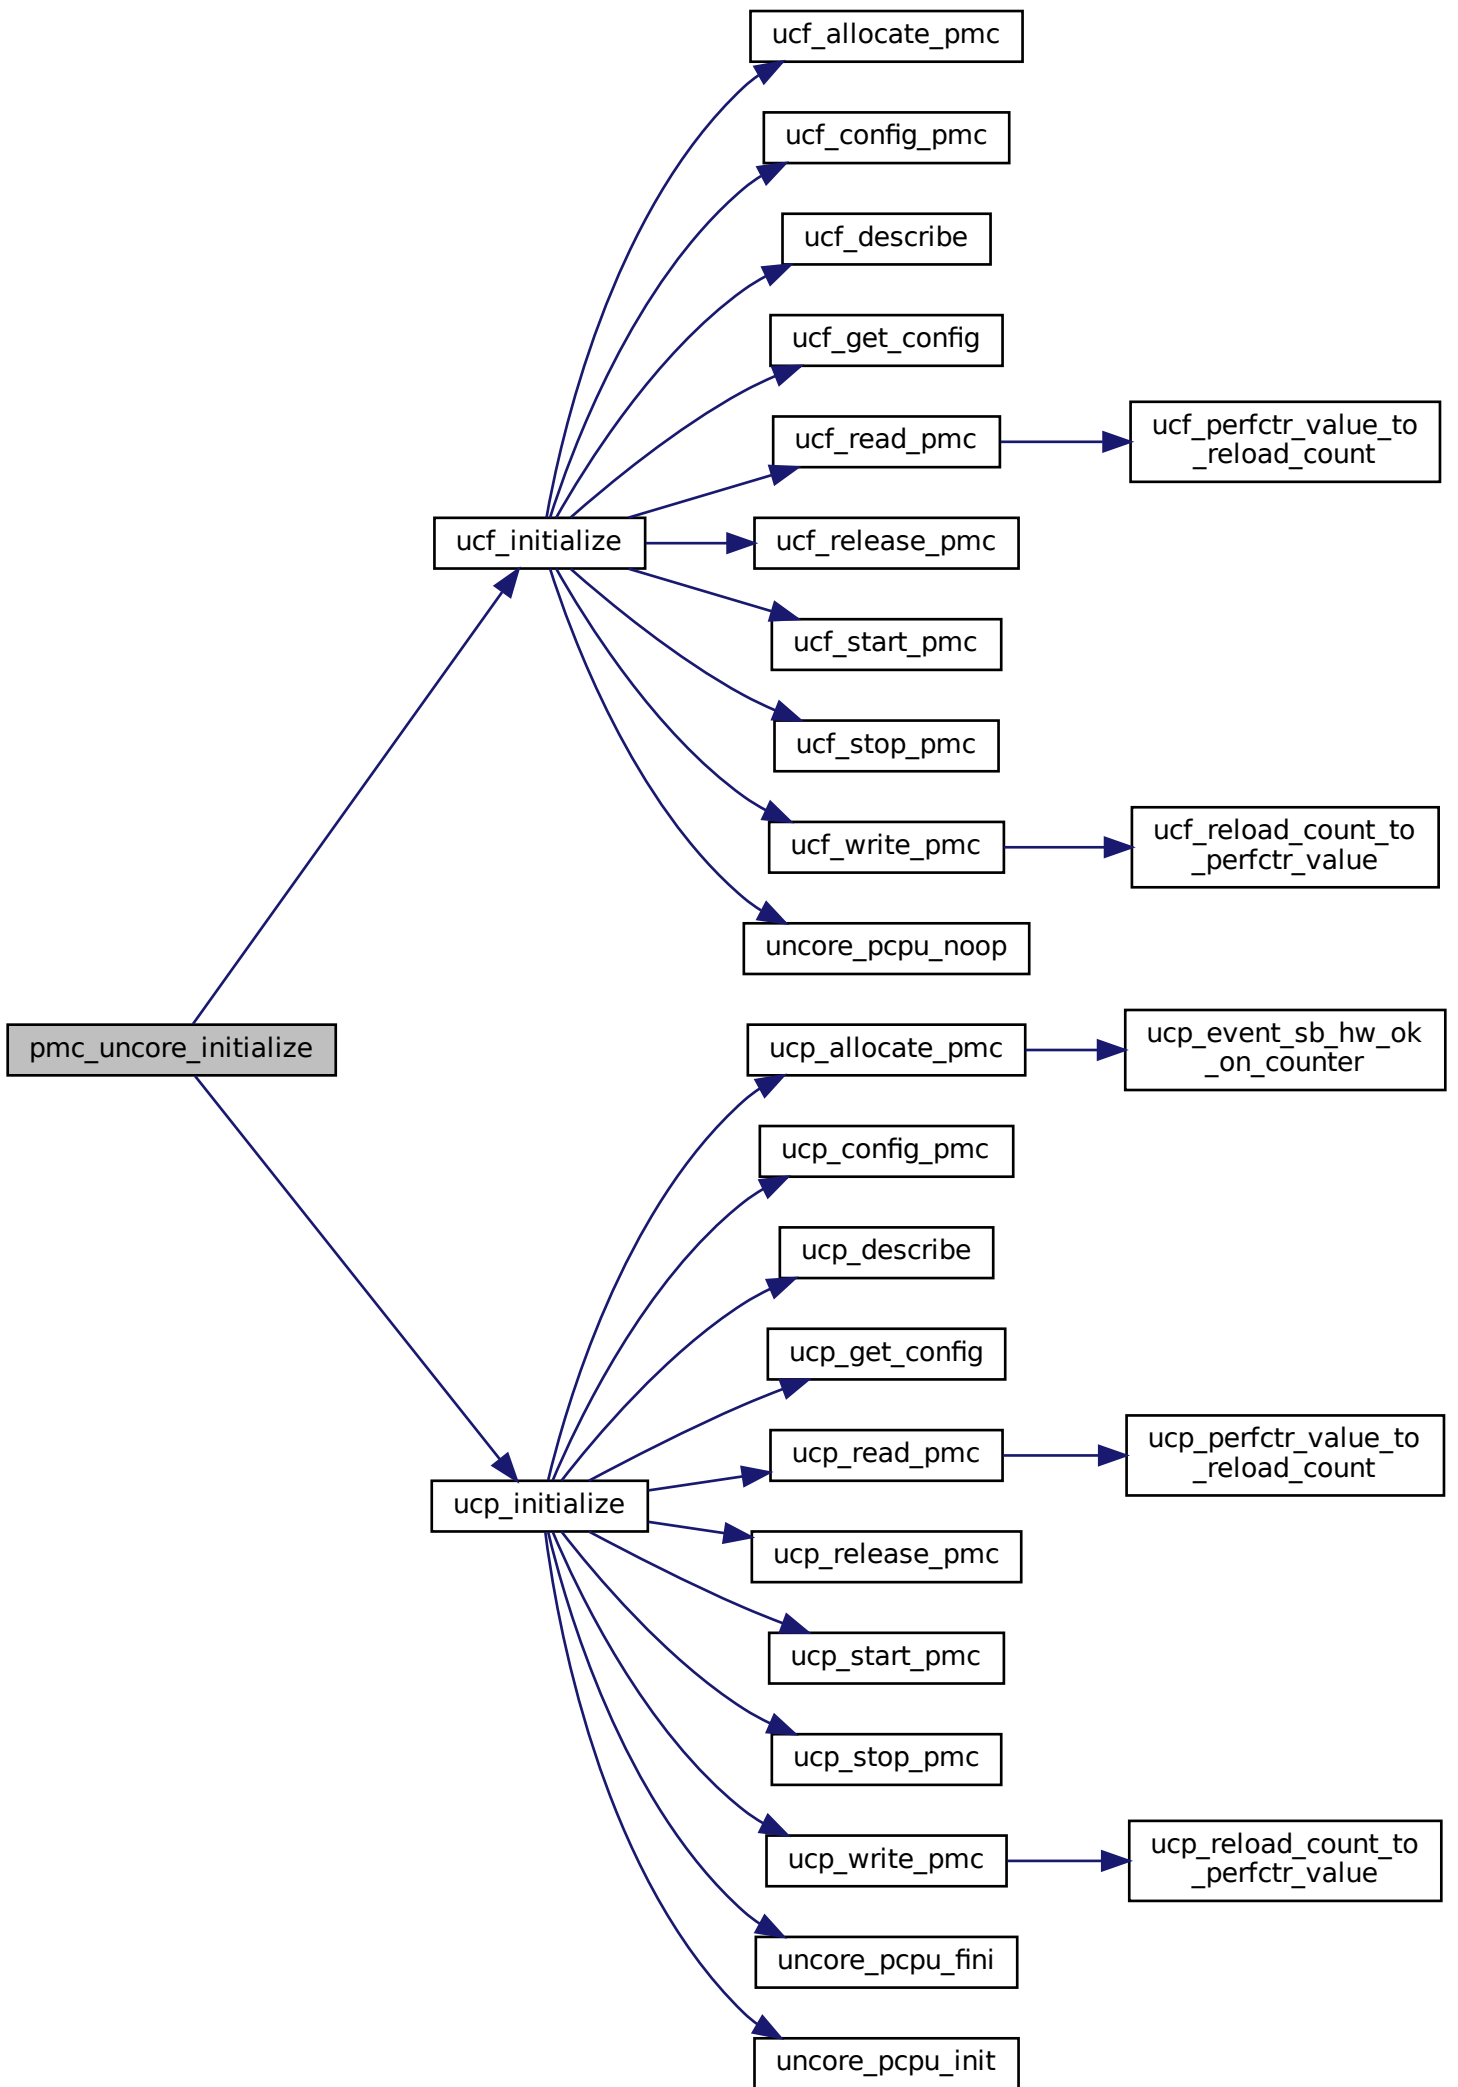 ucf_allocate_pmc
ucf_config_pmc
ucf_describe
ucf_get_config
ucf_read_pmc
ucf_perfctr_value_to
_reload_count
ucf_initialize
ucf_release_pmc
ucf_start_pmc
ucf_stop_pmc
ucf_write_pmc
ucf_reload_count_to
_perfctr_value
uncore_pcpu_noop
pmc_uncore_initialize
ucp_allocate_pmc
ucp_event_sb_hw_ok
_on_counter
ucp_config_pmc
ucp_describe
ucp_get_config
ucp_read_pmc
ucp_perfctr_value_to
_reload_count
ucp_initialize
ucp_release_pmc
ucp_start_pmc
ucp_stop_pmc
ucp_write_pmc
ucp_reload_count_to
_perfctr_value
uncore_pcpu_fini
uncore_pcpu_init